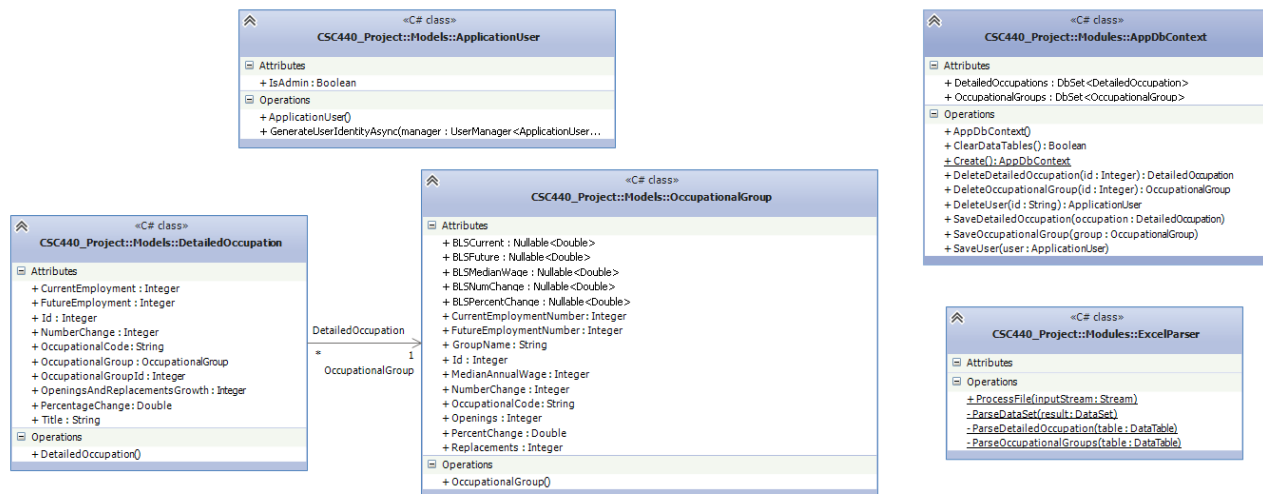 «C# class»
CSC440_Project::Models::ApplicationUser
Attributes
+ IsAdmin : Boolean
Operations
+ ApplicationUser()
+ GenerateUserIdentityAsync(manager : UserManager<ApplicationUser...
«C# class»
CSC440_Project::Modules::AppDbContext
Attributes
+ DetailedOccupations : DbSet<DetailedOccupation>
+ OccupationalGroups : DbSet<OccupationalGroup>
Operations
+ AppDbContext()
+ ClearDataTables() : Boolean
+ Create() : AppDbContext
+ DeleteDetailedOccupation(id : Integer) : DetailedOccupation
+ DeleteOccupationalGroup(id : Integer) : OccupationalGroup
+ DeleteUser(id : String) : ApplicationUser
+ SaveDetailedOccupation(occupation : DetailedOccupation)
+ SaveOccupationalGroup(group : OccupationalGroup)
+ SaveUser(user : ApplicationUser)
«C# class»
CSC440_Project::Models::DetailedOccupation
Attributes
+ CurrentEmployment : Integer
+ FutureEmployment : Integer
+ Id : Integer
+ NumberChange : Integer
+ OccupationalCode : String
+ OccupationalGroup : OccupationalGroup
+ OccupationalGroupId : Integer
+ OpeningsAndReplacementsGrowth : Integer
+ PercentageChange : Double
+ Title : String
Operations
+ DetailedOccupation()
DetailedOccupation
* 1
OccupationalGroup
«C# class»
CSC440_Project::Models::OccupationalGroup
Attributes
+ BLSCurrent : Nullable<Double>
+ BLSFuture : Nullable<Double>
+ BLSMedianWage : Nullable<Double>
+ BLSNumChange : Nullable<Double>
+ BLSPercentChange : Nullable<Double>
+ CurrentEmploymentNumber : Integer
+ FutureEmploymentNumber : Integer
+ GroupName : String
+ Id : Integer
+ MedianAnnualWage : Integer
+ NumberChange : Integer
+ OccupationalCode : String
+ Openings : Integer
+ PercentChange : Double
+ Replacements : Integer
Operations
+ OccupationalGroup()
«C# class»
CSC440_Project::Modules::ExcelParser
Attributes
Operations
+ ProcessFile(inputStream : Stream)
- ParseDataSet(result : DataSet)
- ParseDetailedOccupation(table : DataTable)
- ParseOccupationalGroups(table : DataTable)